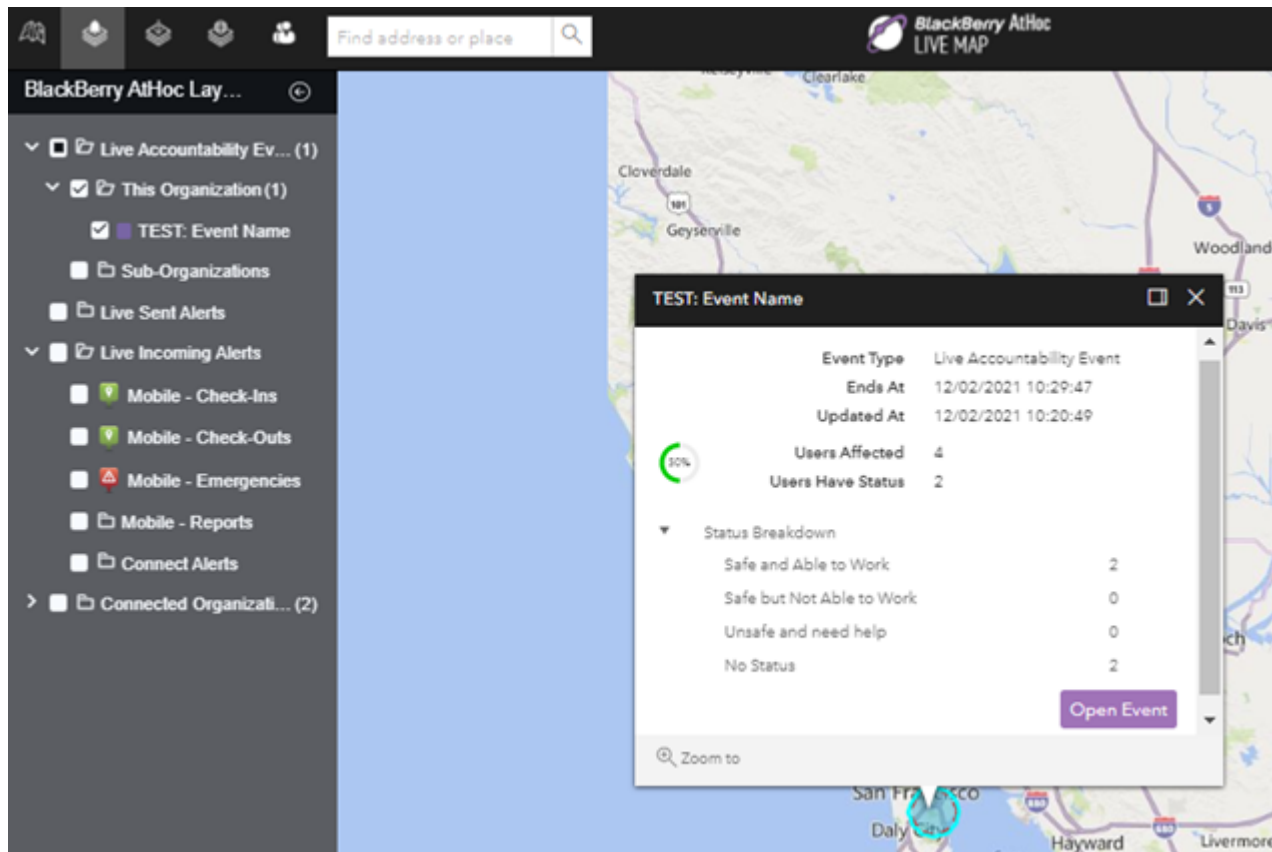 Find address or place
BlackBerry AtHoc
LIVE MAP
BlackBerry AtHoc Lay...
Live Accountability Ev... (1)
This Organization (1)
TEST: Event Name
Sub-Organizations
Live Sent Alerts
Live Incoming Alerts
Mobile - Check-Ins
Mobile - Check-Outs
Mobile - Emergencies
Mobile - Reports
Connect Alerts
Connected Organizati... (2)
Clearlake
Cloverdale
101
Geyserville
5
Woodland
113
Davis
TEST: Event Name
Event Type Live Accountability Event
Ends At 12/02/2021 10:29:47
Updated At 12/02/2021 10:20:49
Users Affected 4
Users Have Status 2
Status Breakdown
Safe and Able to Work 2
Safe but Not Able to Work 0
Unsafe and need help 0
No Status 2
Open Event
Zoom to
San Francisco
Daly City
880
Hayward
Livermore